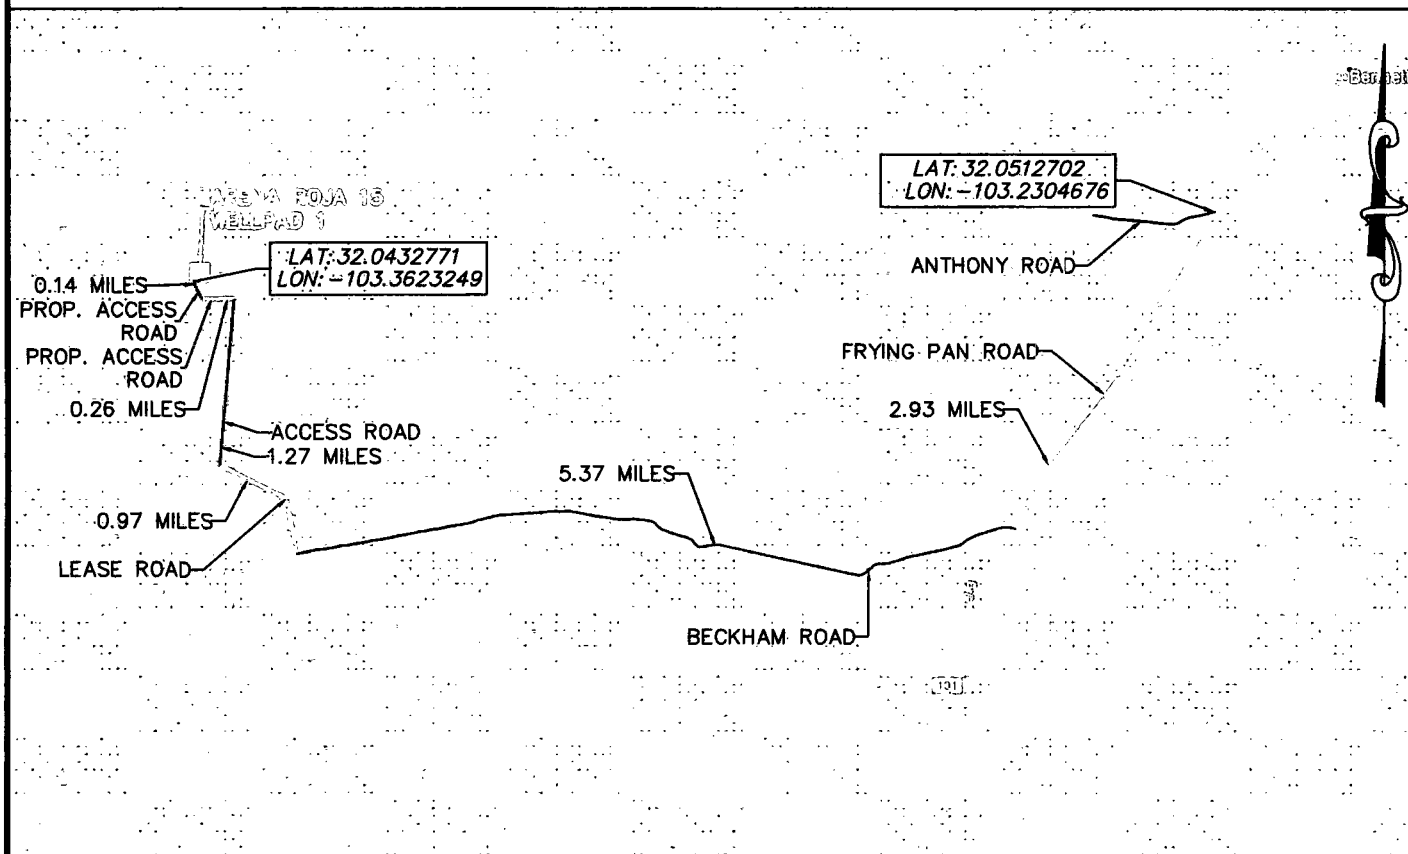 LAT: 32.0512702
LON: -103.2304676
WELLPAD 1
LAT: 32.0432771
LON: -103.3623249
0.14 MILES
PROP. ACCESS
ROAD
PROP. ACCESS
ROAD
0.26 MILES
ANTHONY ROAD
FRYING PAN ROAD
2.93 MILES
ACCESS ROAD
1.27 MILES
5.37 MILES
0.97 MILES
LEASE ROAD
BECKHAM ROAD